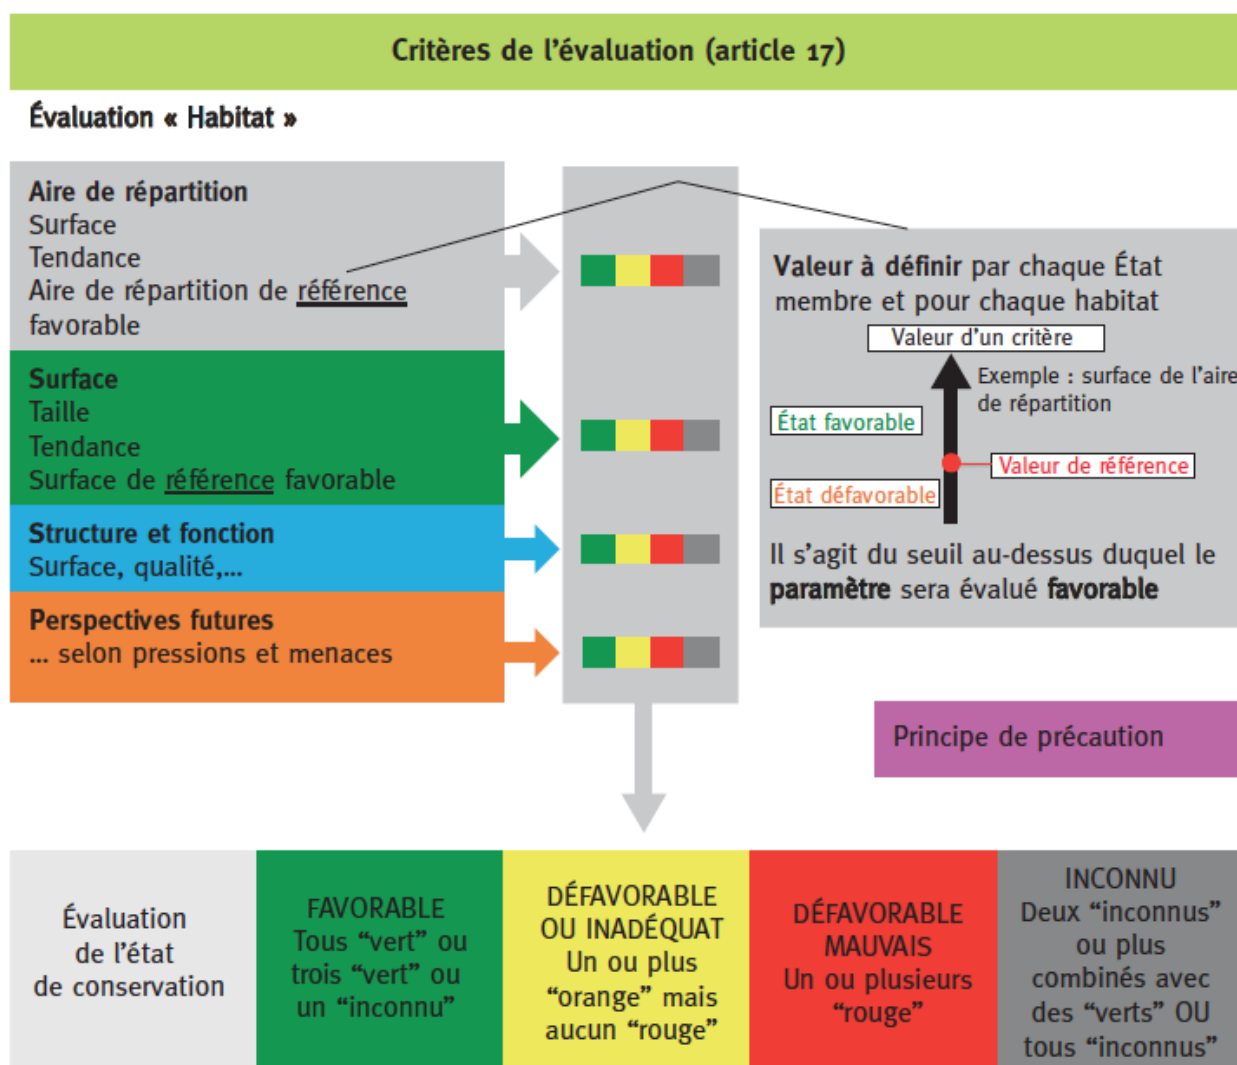 Critères de l’évaluation (article 17)
Évaluation « Habitat »
Aire de répartition
Surface
Tendance
Aire de répartition de référence
favorable
Surface
Taille
Tendance
Surface de référence favorable
Structure et fonction
Surface, qualité,...
Perspectives futures
... selon pressions et menaces
Valeur à définir par chaque État
membre et pour chaque habitat
Valeur d’un critère
Exemple : surface de l’aire
de répartition
État favorable
Valeur de référence
État défavorable
Il s’agit du seuil au-dessus duquel le
paramètre sera évalué favorable
Principe de précaution
Évaluation
de l’état
de conservation
FAVORABLE
Tous “vert” ou
trois “vert” ou
un “inconnu”
DÉFAVORABLE
OU INADÉQUAT
Un ou plus
“orange” mais
aucun “rouge”
DÉFAVORABLE
MAUVAIS
Un ou plusieurs
“rouge”
INCONNU
Deux “inconnus”
ou plus
combinés avec
des “verts” OU
tous “inconnus”